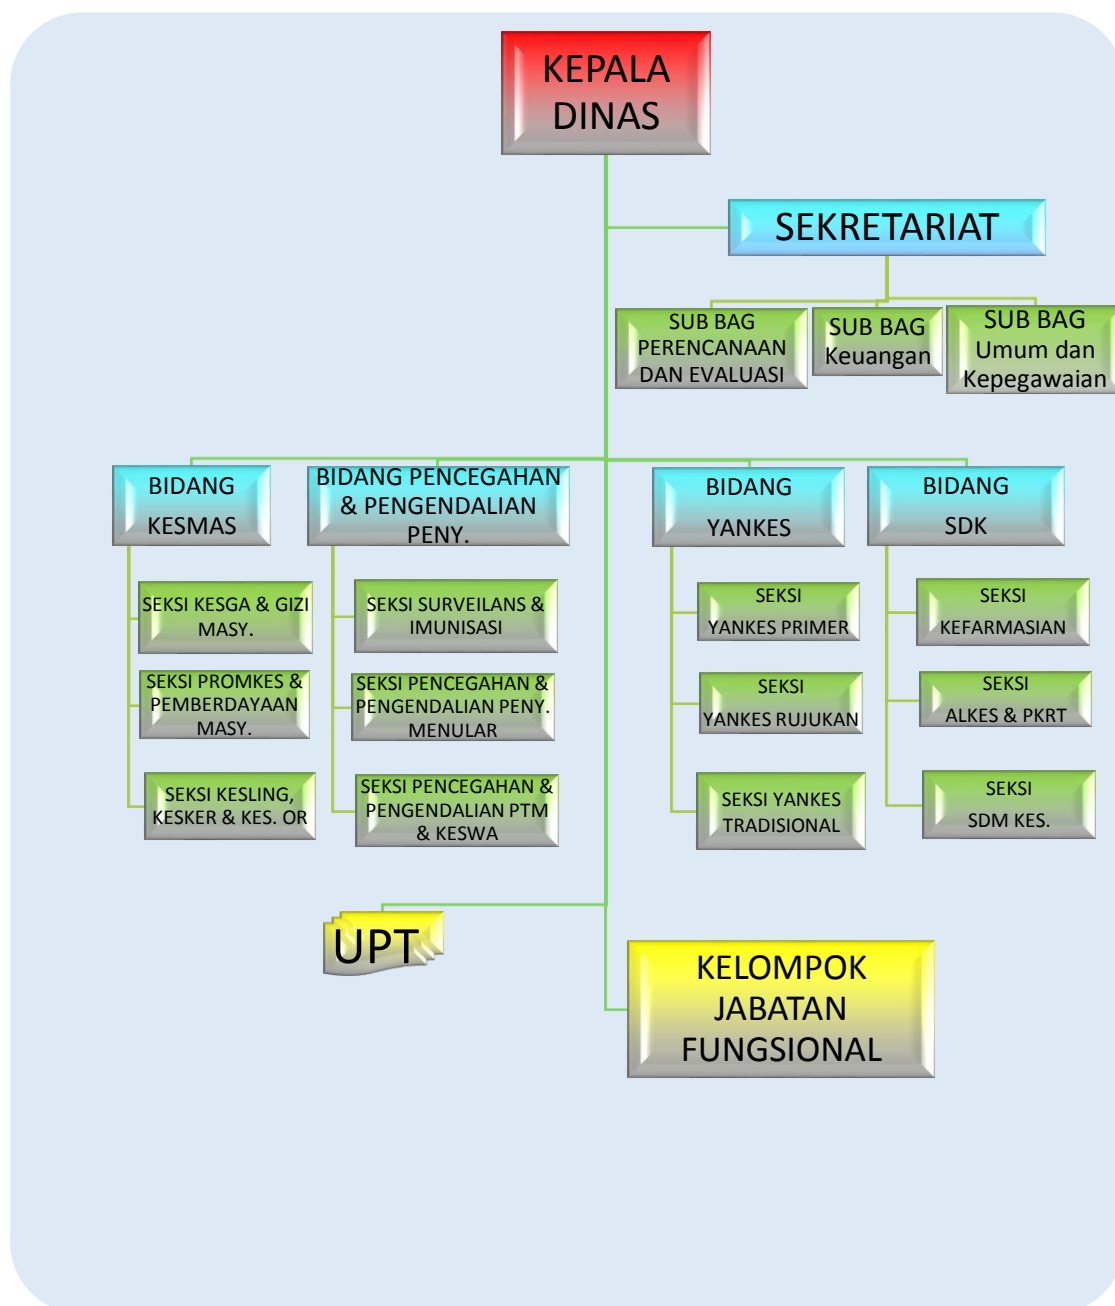 KEPALA
DINAS
SEKRETARIAT
SUB BAG
PERENCANAAN
DAN EVALUASI
SUB BAG
Keuangan
SUB BAG
Umum dan
Kepegawaian
BIDANG
KESMAS
BIDANG PENCEGAHAN
& PENGENDALIAN
PENY.
BIDANG
YANKES
BIDANG
SDK
SEKSI KESGA & GIZI
MASY.
SEKSI PROMKES &
PEMBERDAYAAN
MASY.
SEKSI KESLING,
KESKER & KES. OR
SEKSI SURVEILANS &
IMUNISASI
SEKSI PENCEGAHAN &
PENGENDALIAN PENY.
MENULAR
SEKSI PENCEGAHAN &
PENGENDALIAN PTM
& KESWA
SEKSI
YANKES PRIMER
SEKSI
YANKES RUJUKAN
SEKSI YANKES
TRADISIONAL
SEKSI
KEFARMASIAN
SEKSI
ALKES & PKRT
SEKSI
SDM KES.
UPT
KELOMPOK
JABATAN
FUNGSIONAL